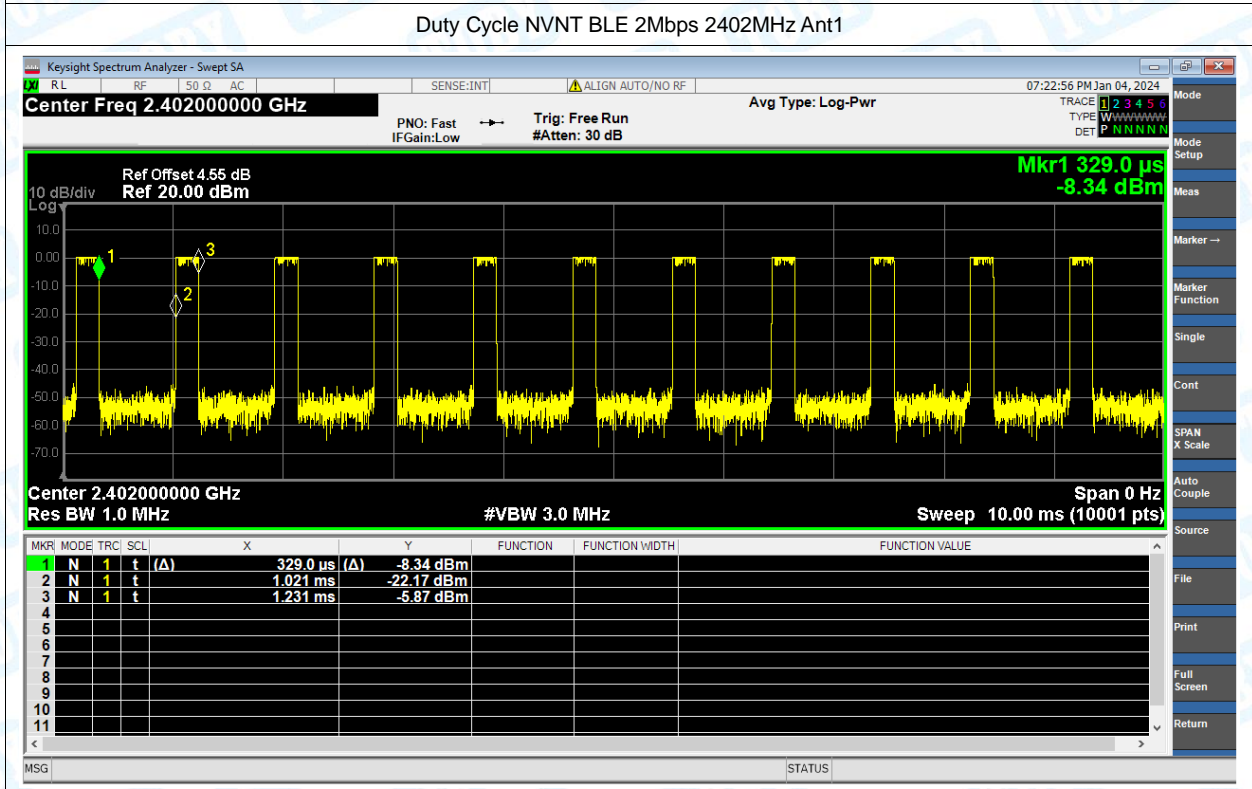 Duty Cycle NVNT BLE 2Mbps 2402MHz Ant1
Keysight Spectrum Analyzer - Swept SA
LXI RL RF 50 Ω AC SENSE:INT ALIGN AUTO/NO RF 07:22:56 PM Jan 04, 2024
Center Freq 2.402000000 GHz
PNO: Fast
IFGain:Low
Trig: Free Run
#Atten: 30 dB
Avg Type: Log-Pwr
TRACE 1 2 3 4 5 6
TYPE W W W W W W
DET P N N N N N
Mode
Mode Setup
Meas
Marker →
Marker Function
Single
Cont
SPAN X Scale
Auto Couple
Source
File
Print
Full Screen
Return
Mkr1 329.0 µs
-8.34 dBm
Ref Offset 4.55 dB
10 dB/div Ref 20.00 dBm
Log
10.0
0.00
-10.0
-20.0
-30.0
-40.0
-50.0
-60.0
-70.0
1
2
3
Center 2.402000000 GHz Span 0 Hz
Res BW 1.0 MHz #VBW 3.0 MHz Sweep 10.00 ms (10001 pts)
MKR MODE TRC SCL X Y FUNCTION FUNCTION WIDTH FUNCTION VALUE
1 N 1 t (Δ) 329.0 µs (Δ) -8.34 dBm
2 N 1 t 1.021 ms -22.17 dBm
3 N 1 t 1.231 ms -5.87 dBm
4
5
6
7
8
9
10
11
MSG STATUS